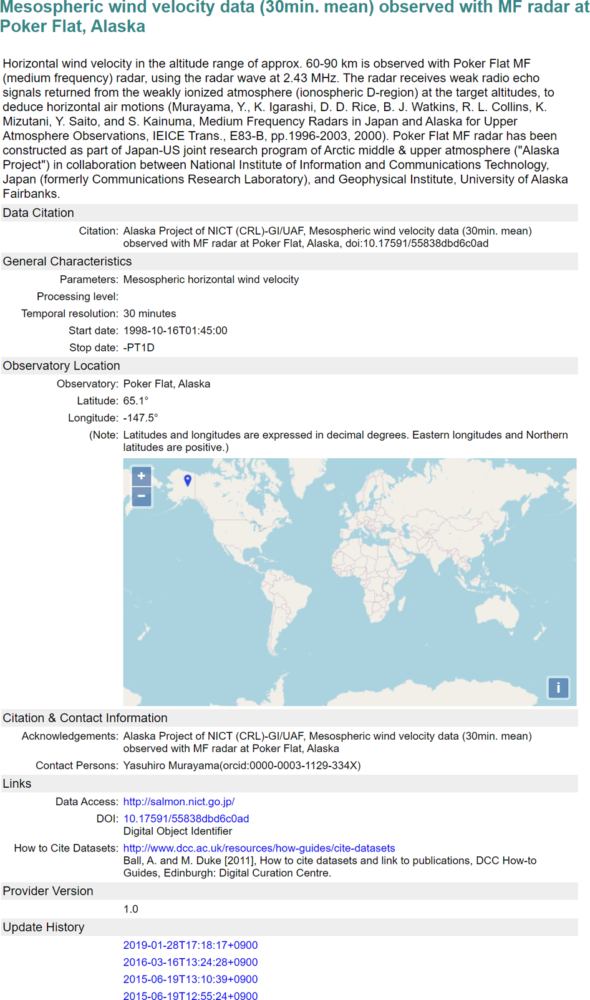 Mesospheric wind velocity data (30min. mean) observed with MF radar at
Poker Flat, Alaska
Horizontal wind velocity in the altitude range of approx. 60-90 km is observed with Poker Flat MF
(medium frequency) radar, using the radar wave at 2.43 MHz. The radar receives weak radio echo
signals returned from the weakly ionized atmosphere (ionospheric D-region) at the target altitudes, to
deduce horizontal air motions (Murayama, Y., K. Igarashi, D. D. Rice, B. J. Watkins, R. L. Collins, K.
Mizutani, Y. Saito, and S. Kainuma, Medium Frequency Radars in Japan and Alaska for Upper
Atmosphere Observations, IEICE Trans., E83-B, pp.1996-2003, 2000). Poker Flat MF radar has been
constructed as part of Japan-US joint research program of Arctic middle & upper atmosphere ("Alaska
Project") in collaboration between National Institute of Information and Communications Technology,
Japan (formerly Communications Research Laboratory), and Geophysical Institute, University of Alaska
Fairbanks.
Data Citation
Citation: Alaska Project of NICT (CRL)-GI/UAF, Mesospheric wind velocity data (30min. mean)
observed with MF radar at Poker Flat, Alaska, doi:10.17591/55838dbd6c0ad
General Characteristics
Parameters: Mesospheric horizontal wind velocity
Processing level:
Temporal resolution: 30 minutes
Start date: 1998-10-16T01:45:00
Stop date: -PT1D
Observatory Location
Observatory: Poker Flat, Alaska
Latitude: 65.1°
Longitude: -147.5°
(Note: Latitudes and longitudes are expressed in decimal degrees. Eastern longitudes and Northern
latitudes are positive.)
+
−
i
Citation & Contact Information
Acknowledgements: Alaska Project of NICT (CRL)-GI/UAF, Mesospheric wind velocity data (30min. mean)
observed with MF radar at Poker Flat, Alaska
Contact Persons: Yasuhiro Murayama(orcid:0000-0003-1129-334X)
Links
Data Access: http://salmon.nict.go.jp/
DOI: 10.17591/55838dbd6c0ad
Digital Object Identifier
How to Cite Datasets: http://www.dcc.ac.uk/resources/how-guides/cite-datasets
Ball, A. and M. Duke [2011], How to cite datasets and link to publications, DCC How-to
Guides, Edinburgh: Digital Curation Centre.
Provider Version
1.0
Update History
2019-01-28T17:18:17+0900
2016-03-16T13:24:28+0900
2015-06-19T13:10:39+0900
2015-06-19T12:55:24+0900